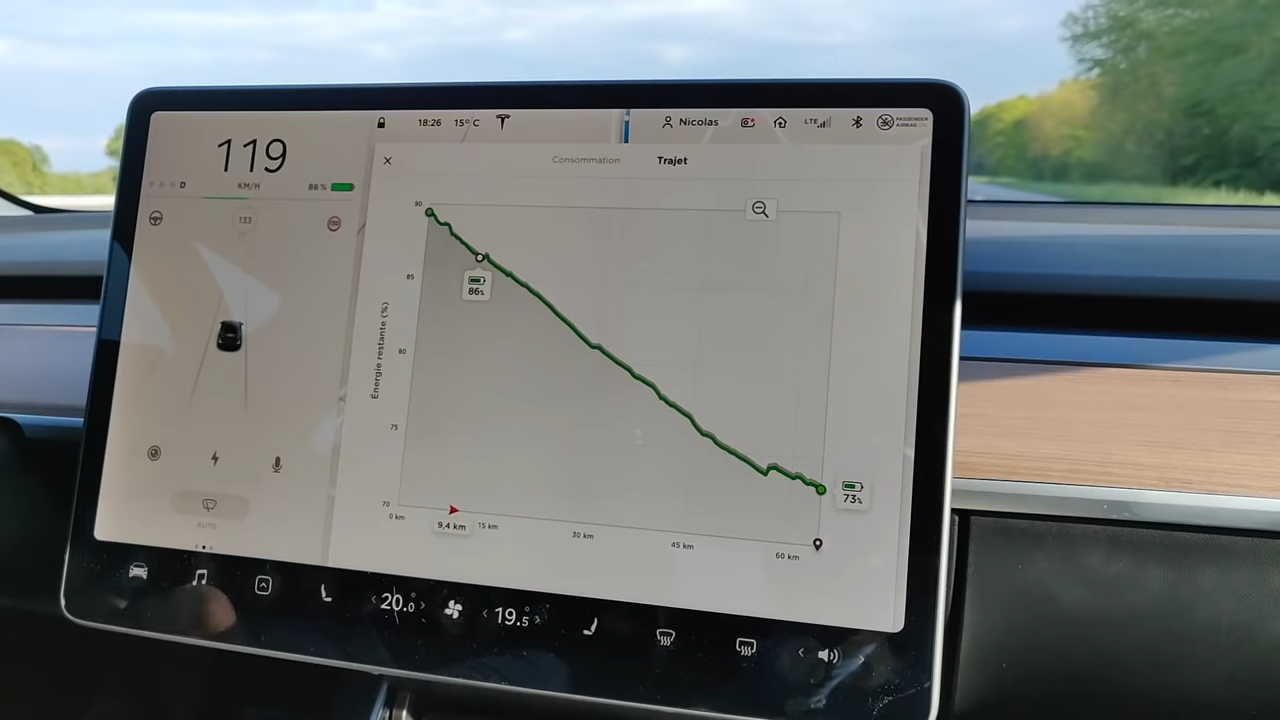 18:26 15° C Nicolas LTE PASSENGER
AIRBAG
119
KM/H
D
86 %
133
130
Consommation Trajet
90
85
80
75
70
Énergie restante (%)
86%
73%
0 km
9,4 km
15 km
30 km
45 km
60 km
AUTO
20.0
19.5